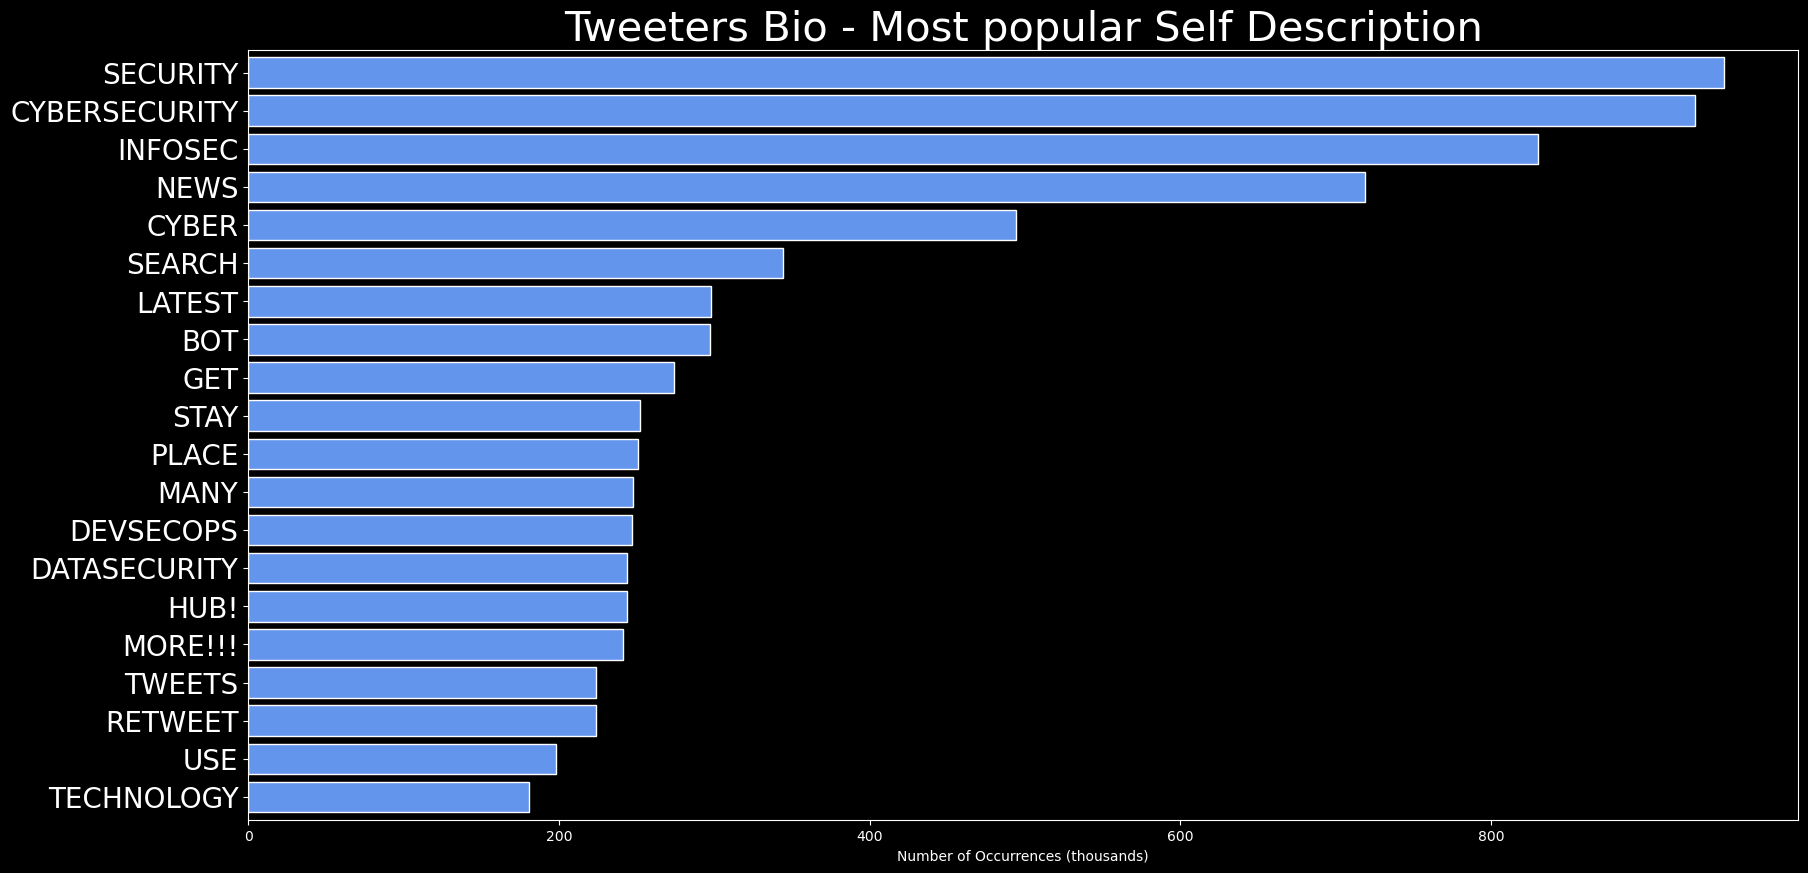 Tweeters Bio - Most popular Self Description
SECURITY
CYBERSECURITY
INFOSEC
NEWS
CYBER
SEARCH
LATEST
BOT
GET
STAY
PLACE
MANY
DEVSECOPS
DATASECURITY
HUB!
MORE!!!
TWEETS
RETWEET
USE
TECHNOLOGY
0 200 400 600 800
Number of Occurrences (thousands)